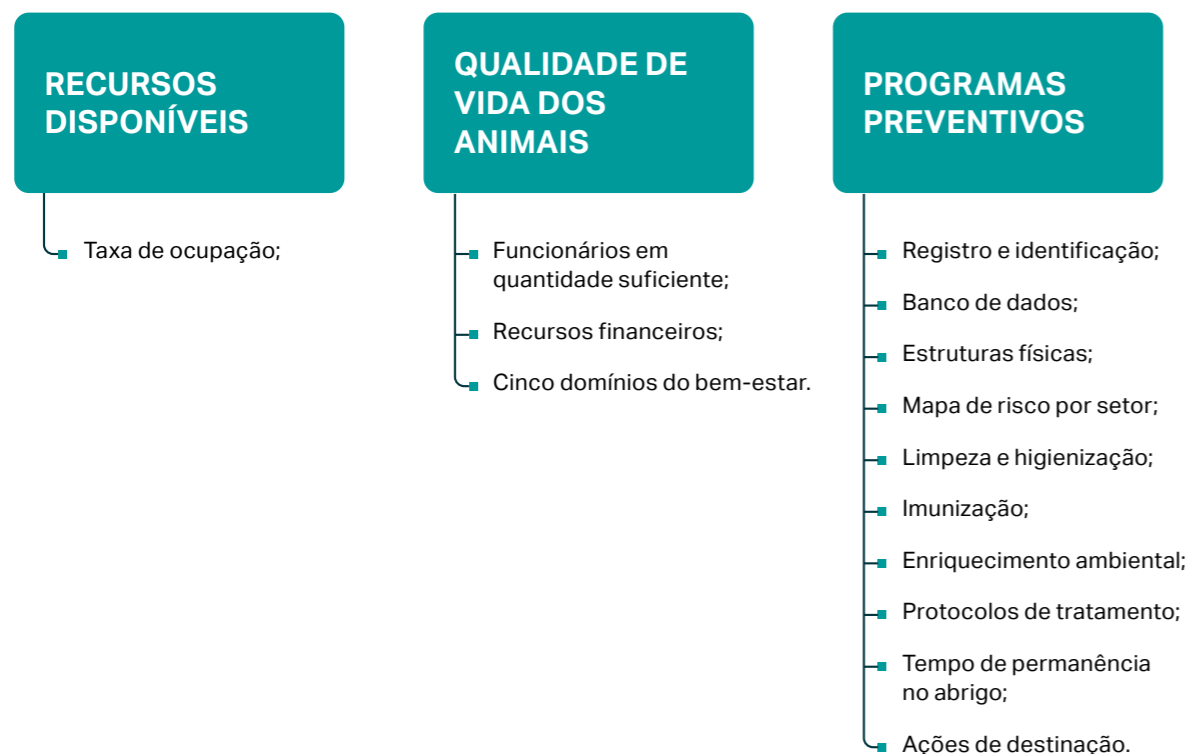 RECURSOS
DISPONÍVEIS
Taxa de ocupação;
QUALIDADE DE
VIDA DOS
ANIMAIS
Funcionários em
quantidade suficiente;
Recursos financeiros;
Cinco domínios do bem-estar.
PROGRAMAS
PREVENTIVOS
Registro e identificação;
Banco de dados;
Estruturas físicas;
Mapa de risco por setor;
Limpeza e higienização;
Imunização;
Enriquecimento ambiental;
Protocolos de tratamento;
Tempo de permanência
no abrigo;
Ações de destinação.